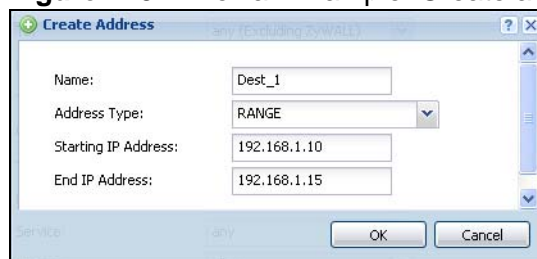 Create Address
any (Excluding ZyWALL)
Name: Dest_1
Address Type: RANGE
Starting IP Address: 192.168.1.10
End IP Address: 192.168.1.15
Service: any
OK Cancel